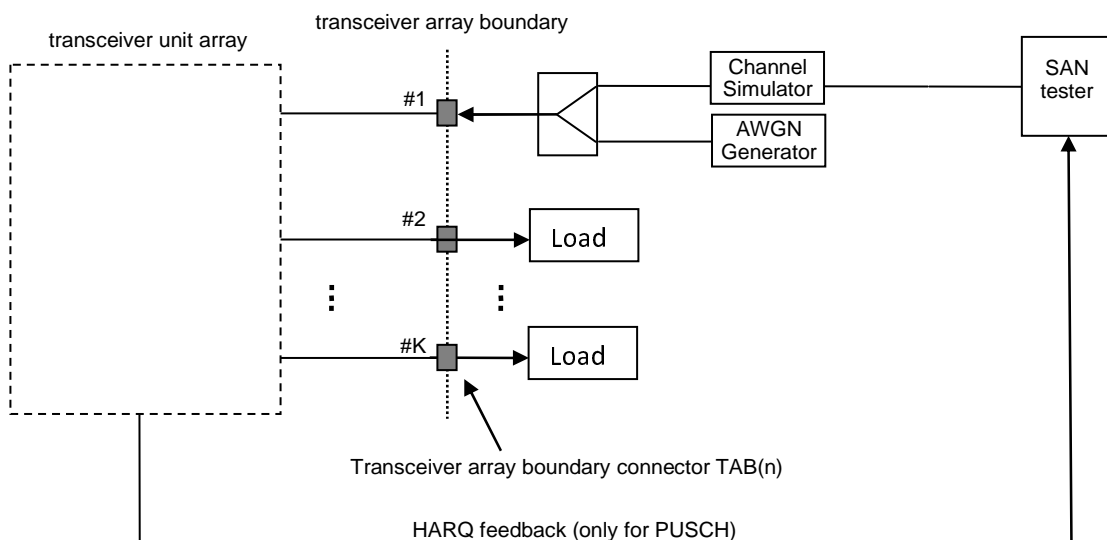 transceiver array boundary
transceiver unit array
Channel
Simulator
SAN
tester
#1
AWGN
Generator
#2
Load
#K
Load
Transceiver array boundary connector TAB(n)
HARQ feedback (only for PUSCH)